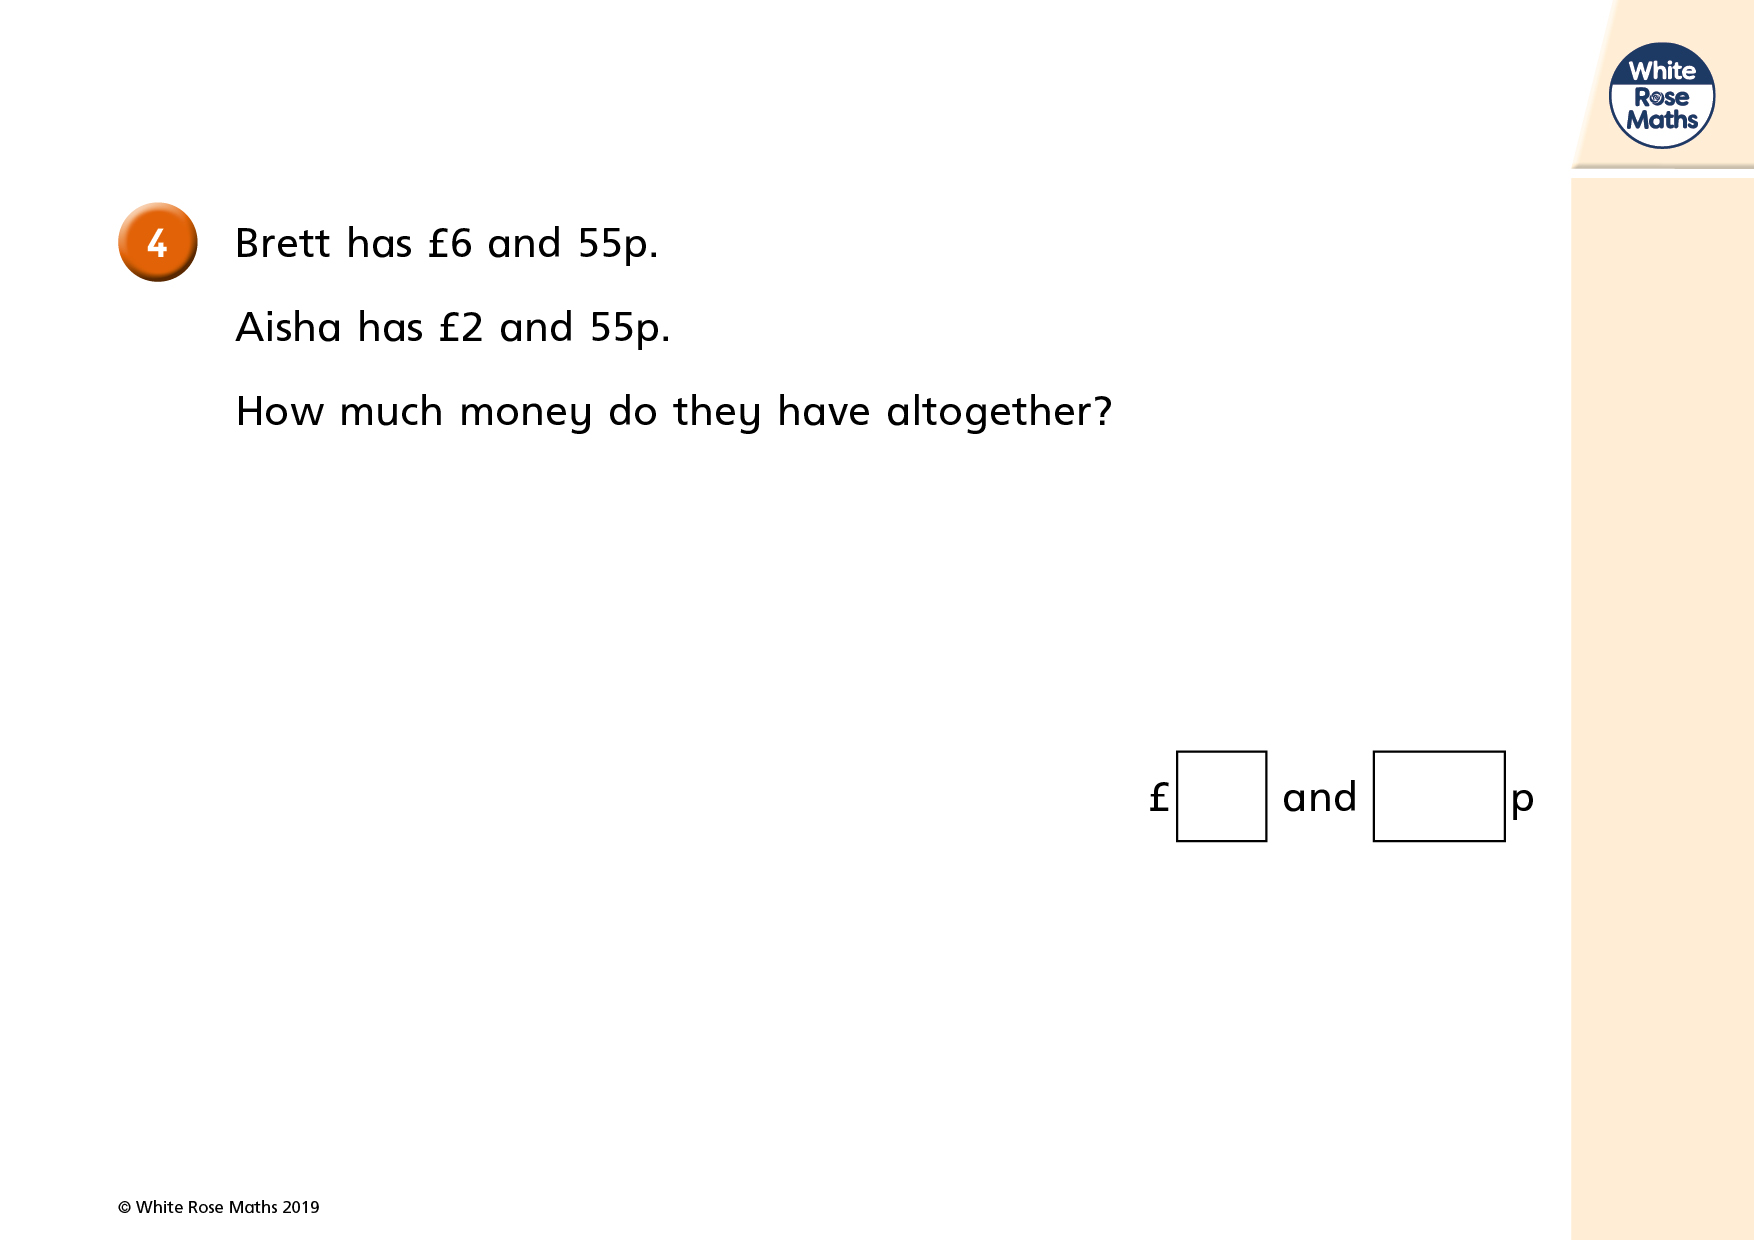 White
Rose
Maths
4 Brett has £6 and 55p.
Aisha has £2 and 55p.
How much money do they have altogether?
£ and p
© White Rose Maths 2019